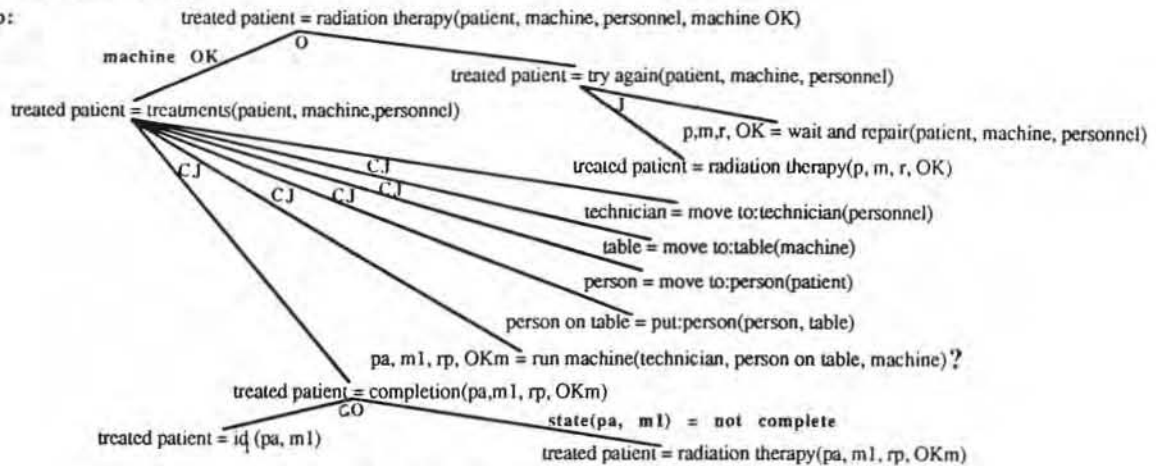 treated patient = radiation therapy(patient, machine, personnel, machine OK)
O
machine OK
treated patient = try again(patient, machine, personnel)
treated patient = treatments(patient, machine,personnel)
J
p,m,r, OK = wait and repair(patient, machine, personnel)
treated patient = radiation therapy(p, m, r, OK)
CJ
CJ
CJ
CJ
CJ
technician = move to:technician(personnel)
table = move to:table(machine)
person = move to:person(patient)
person on table = put:person(person, table)
pa, m1, rp, OKm = run machine(technician, person on table, machine) ?
treated patient = completion(pa,m1, rp, OKm)
CO
state(pa, m1) = not complete
treated patient = (pa, m1)
treated patient = radiation therapy(pa, m1, rp, OKm)